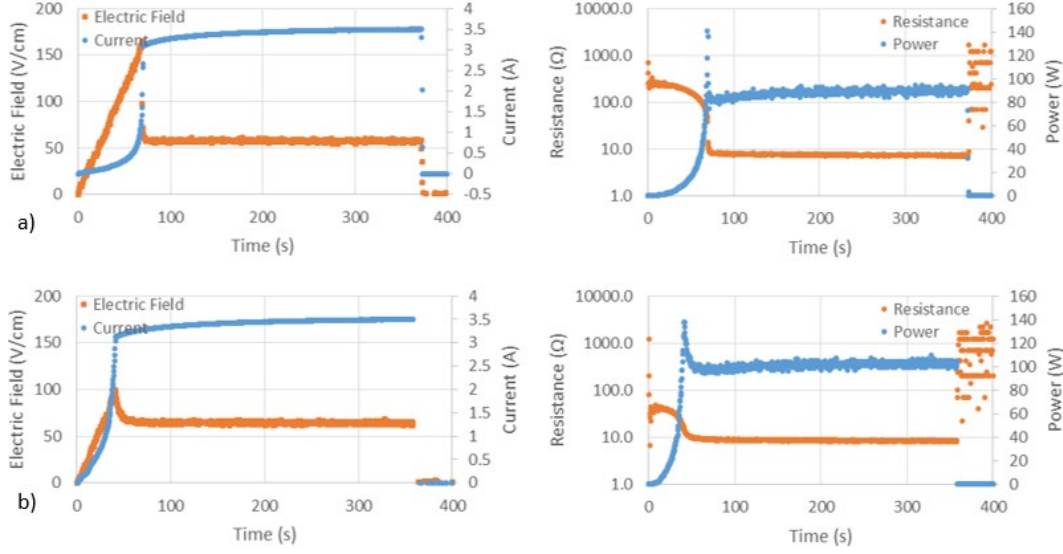 200
150
100
50
0
Electric Field (V/cm)
Electric Field
Current
4
3.5
3
2.5
2
1.5
1
0.5
0
-0.5
Current (A)
0 100 200 300 400
Time (s)
a)
10000.0
1000.0
100.0
10.0
1.0
Resistance (Ω)
Resistance
Power
160
140
120
100
80
60
40
20
0
Power (W)
0 100 200 300 400
Time (s)
200
150
100
50
0
Electric Field (V/cm)
Electric Field
Current
4
3.5
3
2.5
2
1.5
1
0.5
0
Current (A)
0 100 200 300 400
Time (s)
b)
10000.0
1000.0
100.0
10.0
1.0
Resistance (Ω)
Resistance
Power
160
140
120
100
80
60
40
20
0
Power (W)
0 100 200 300 400
Time (s)